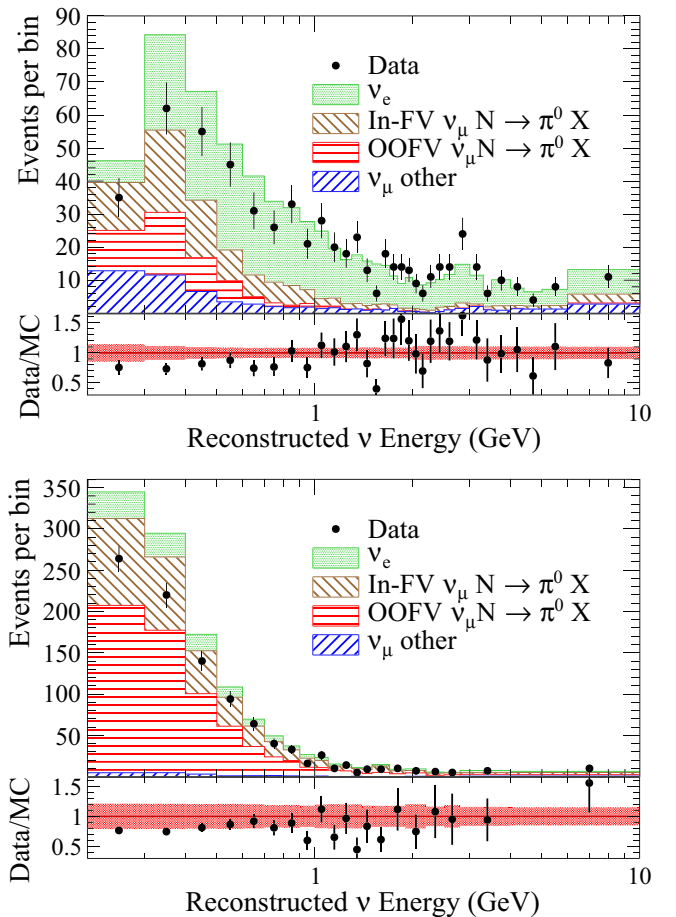 Events per bin
90
80
70
60
50
40
30
20
10
Data
νe
In-FV νμ N → π⁰ X
OOFV νμN → π⁰ X
νμ other
Data/MC
1.5
1
0.5
1
10
Reconstructed ν Energy (GeV)
Events per bin
350
300
250
200
150
100
50
Data
νe
In-FV νμ N → π⁰ X
OOFV νμN → π⁰ X
νμ other
Data/MC
1.5
1
0.5
1
10
Reconstructed ν Energy (GeV)